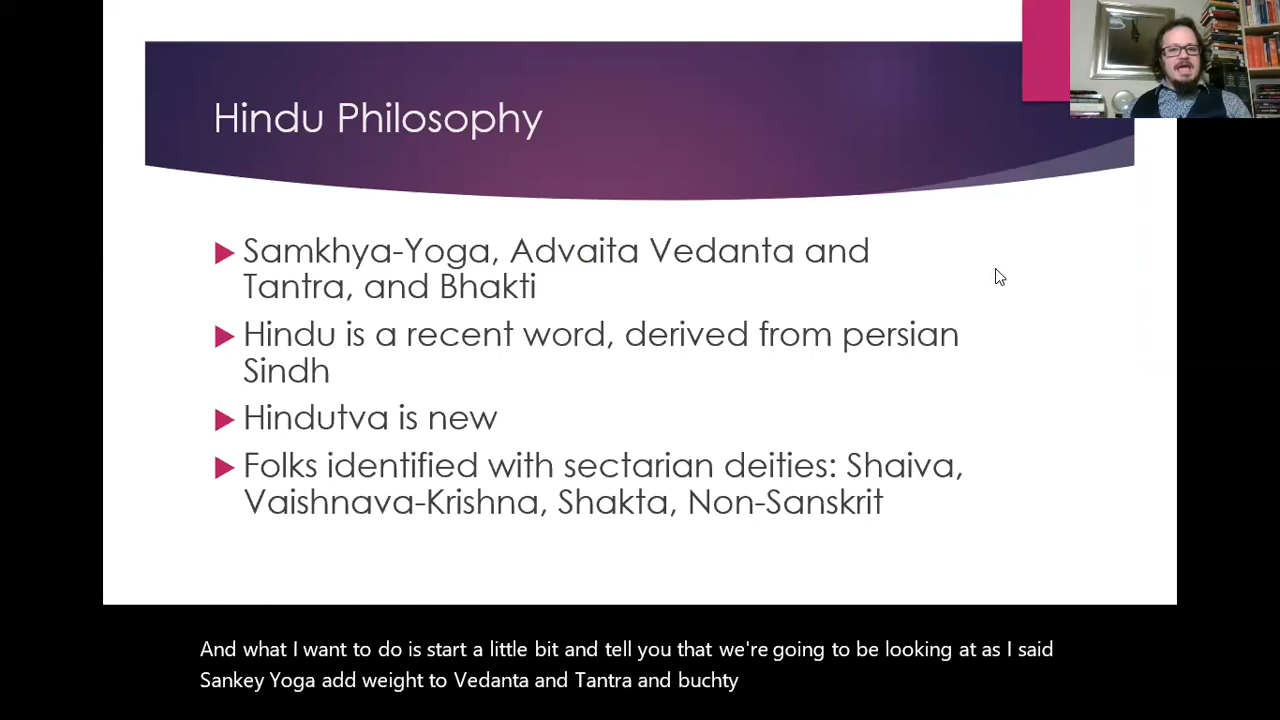 Hindu Philosophy
Samkhya-Yoga, Advaita Vedanta and
Tantra, and Bhakti
Hindu is a recent word, derived from persian
Sindh
Hindutva is new
Folks identified with sectarian deities: Shaiva,
Vaishnava-Krishna, Shakta, Non-Sanskrit
And what I want to do is start a little bit and tell you that we're going to be looking at as I said
Sankey Yoga add weight to Vedanta and Tantra and buchty